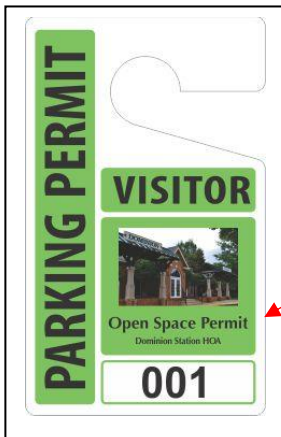 PARKING PERMIT
VISITOR
Open Space Permit
Dominion Station HOA
001